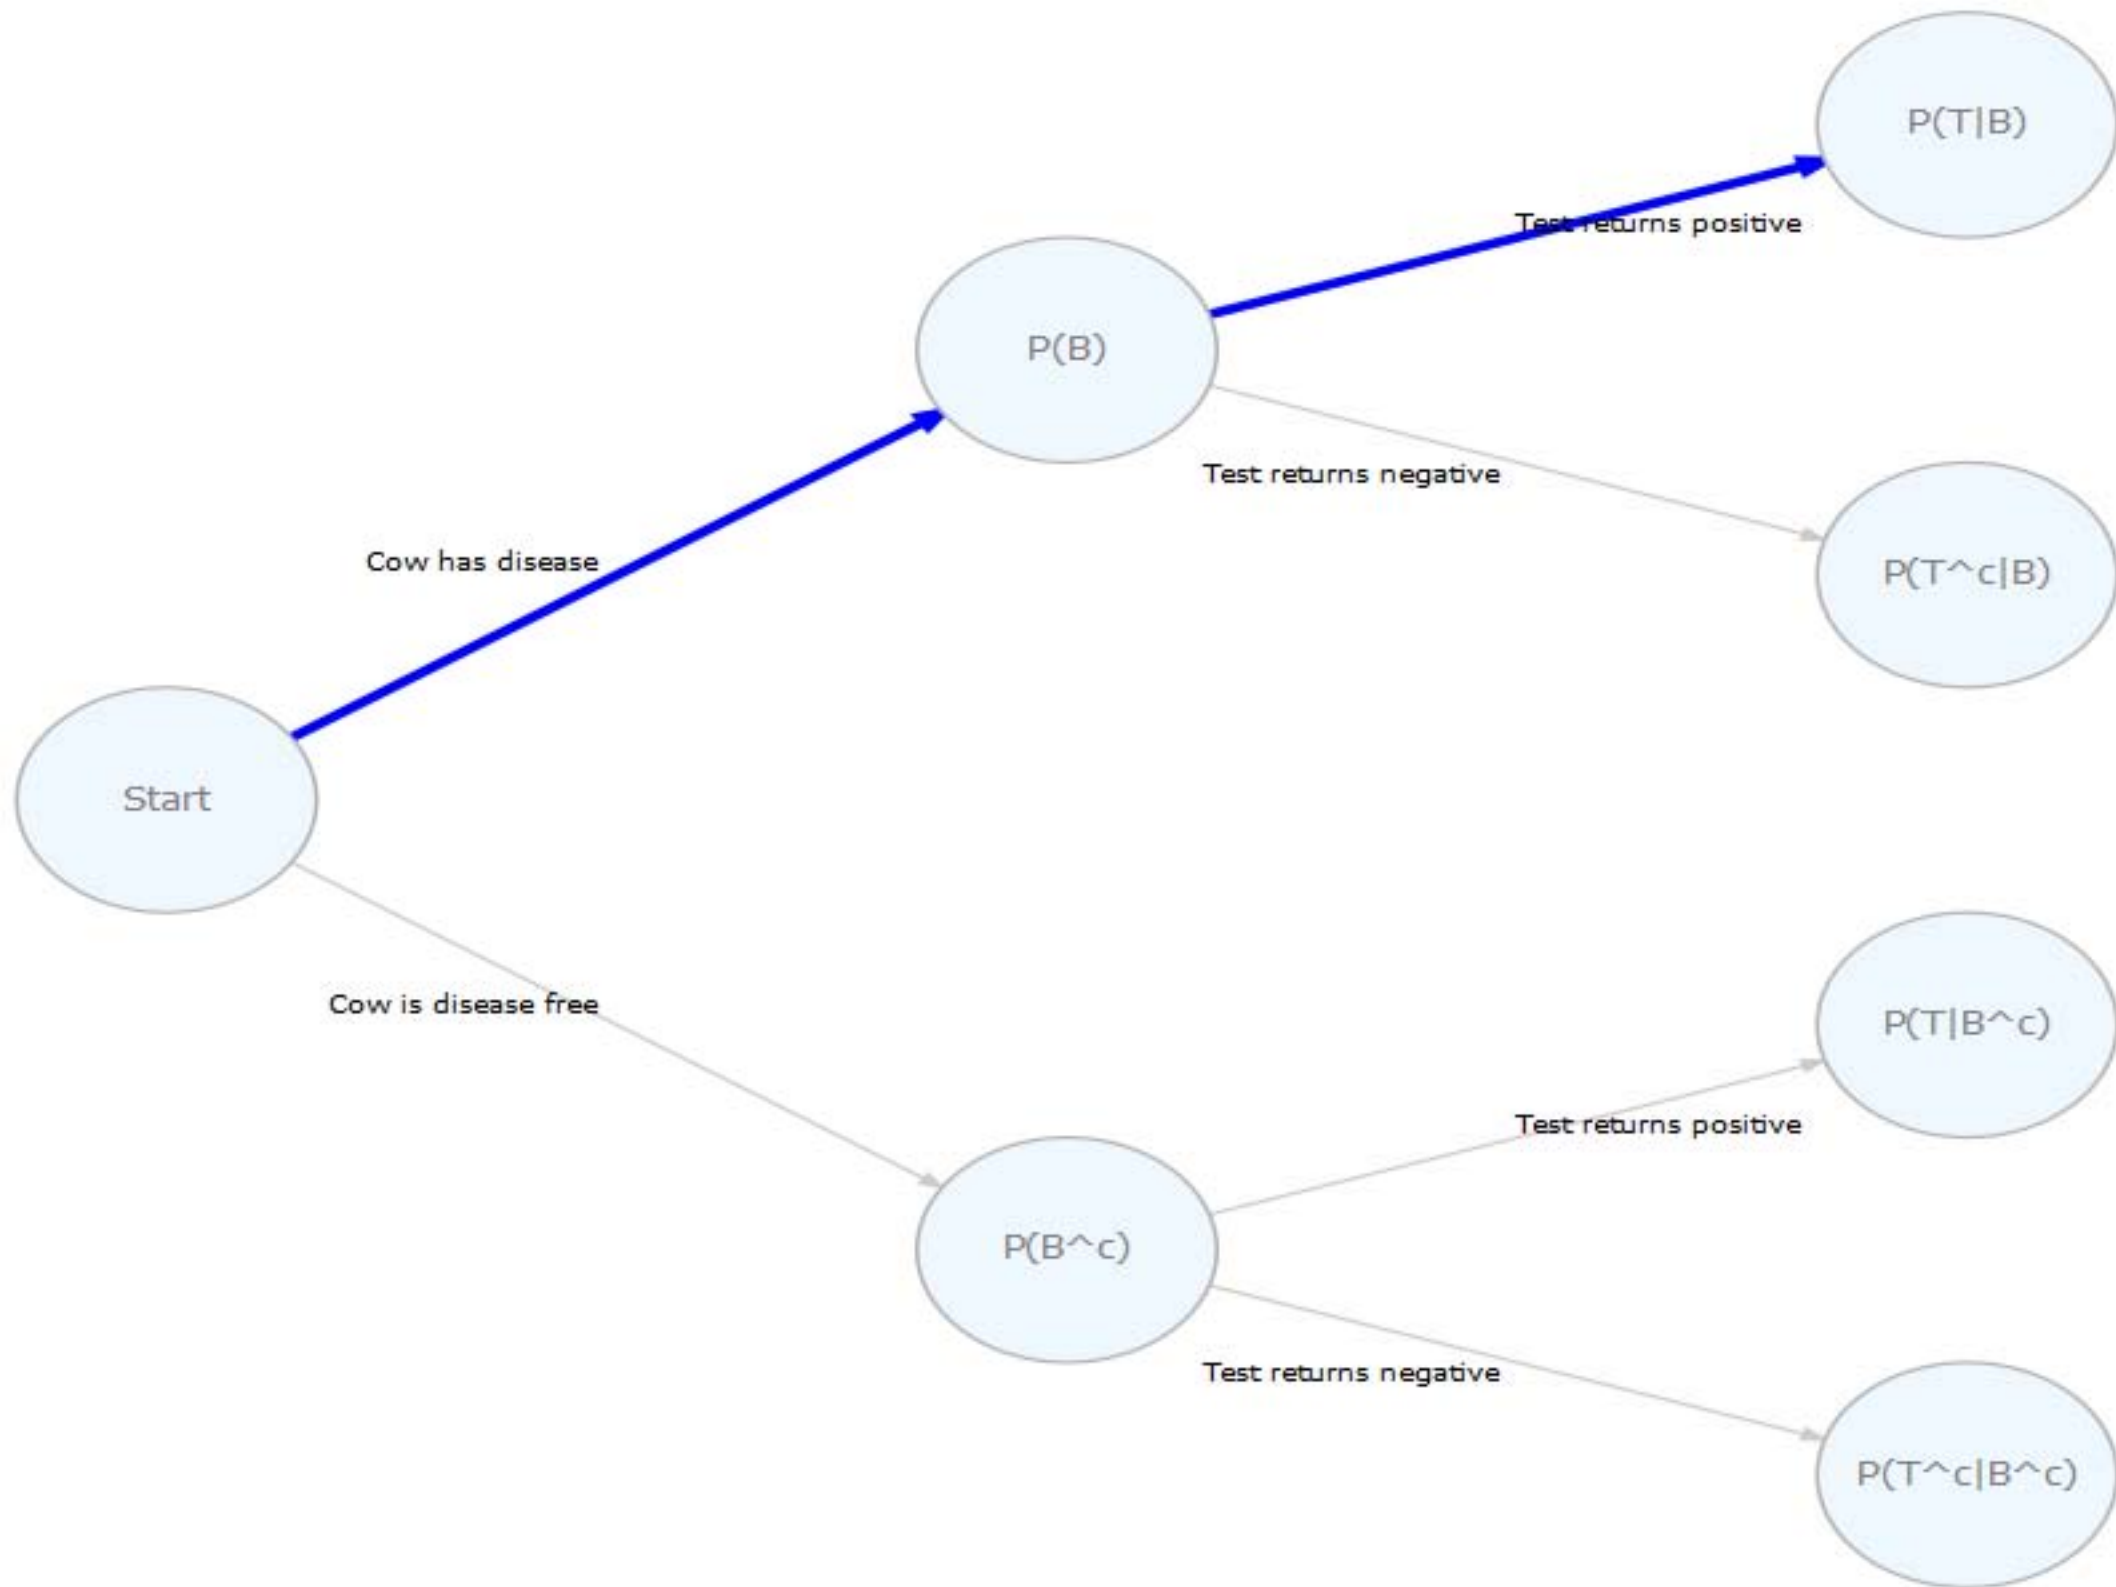 P(T|B)
Test returns positive
P(B)
Test returns negative
Cow has disease
P(T^c|B)
Start
Cow is disease free
P(T|B^c)
Test returns positive
P(B^c)
Test returns negative
P(T^c|B^c)